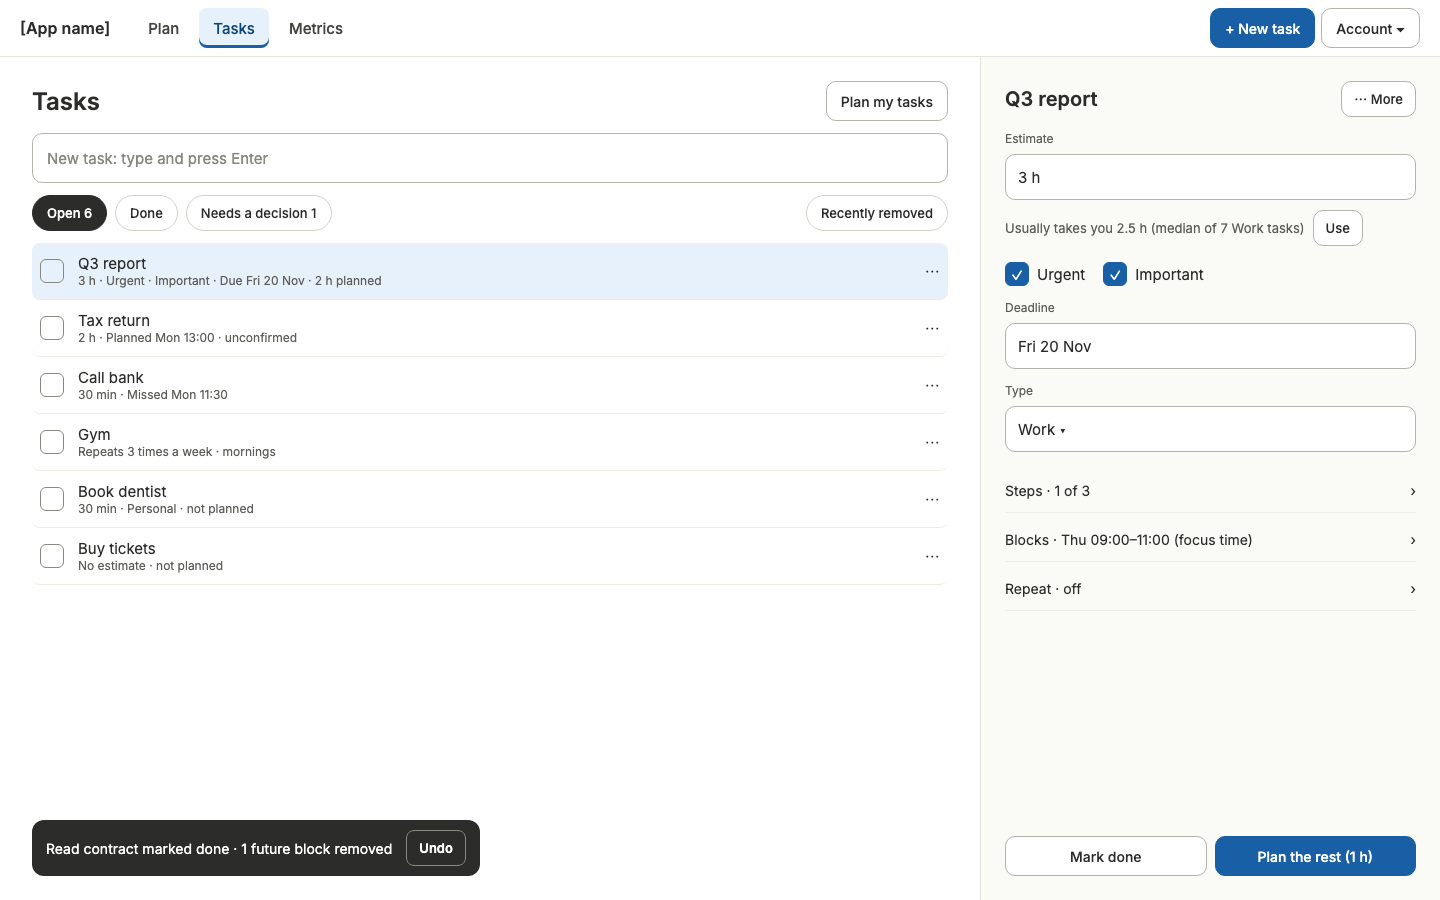 [App name]
Plan
Tasks
Metrics
+ New task
Account
Tasks
Plan my tasks
New task: type and press Enter
Open 6
Done
Needs a decision 1
Recently removed
Q3 report
3 h · Urgent · Important · Due Fri 20 Nov · 2 h planned
···
Tax return
2 h · Planned Mon 13:00 · unconfirmed
···
Call bank
30 min · Missed Mon 11:30
···
Gym
Repeats 3 times a week · mornings
···
Book dentist
30 min · Personal · not planned
···
Buy tickets
No estimate · not planned
···
Read contract marked done · 1 future block removed
Undo
Q3 report
··· More
Estimate
3 h
Usually takes you 2.5 h (median of 7 Work tasks)
Use
Urgent
Important
Deadline
Fri 20 Nov
Type
Work
Steps · 1 of 3
Blocks · Thu 09:00–11:00 (focus time)
Repeat · off
Mark done
Plan the rest (1 h)